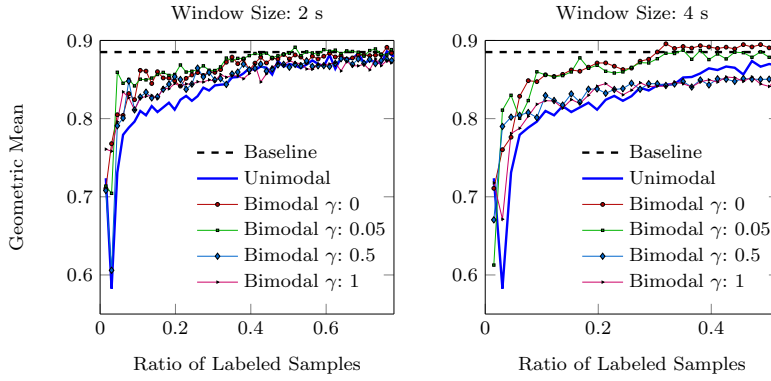 Window Size: 2 s
Window Size: 4 s
Geometric Mean
0.9
0.8
0.7
0.6
0
0.2
0.4
0.6
Ratio of Labeled Samples
Baseline
Unimodal
Bimodal γ: 0
Bimodal γ: 0.05
Bimodal γ: 0.5
Bimodal γ: 1
0.9
0.8
0.7
0.6
0
0.2
0.4
Ratio of Labeled Samples
Baseline
Unimodal
Bimodal γ: 0
Bimodal γ: 0.05
Bimodal γ: 0.5
Bimodal γ: 1